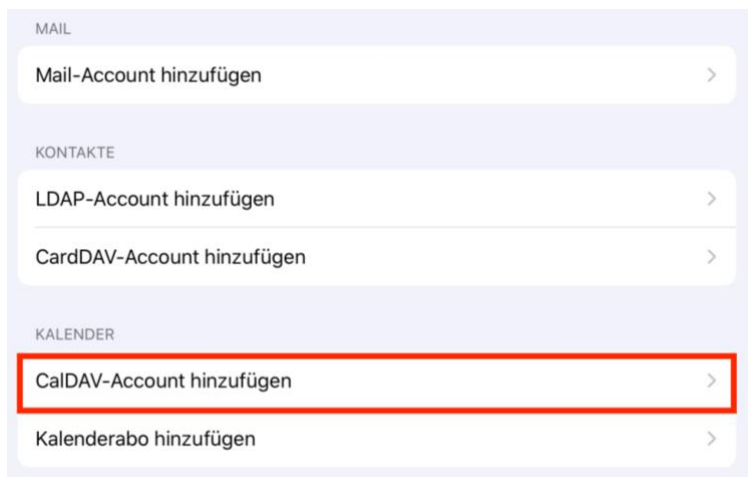 MAIL
Mail-Account hinzufügen
KONTAKTE
LDAP-Account hinzufügen
CardDAV-Account hinzufügen
KALENDER
CalDAV-Account hinzufügen
Kalenderabo hinzufügen